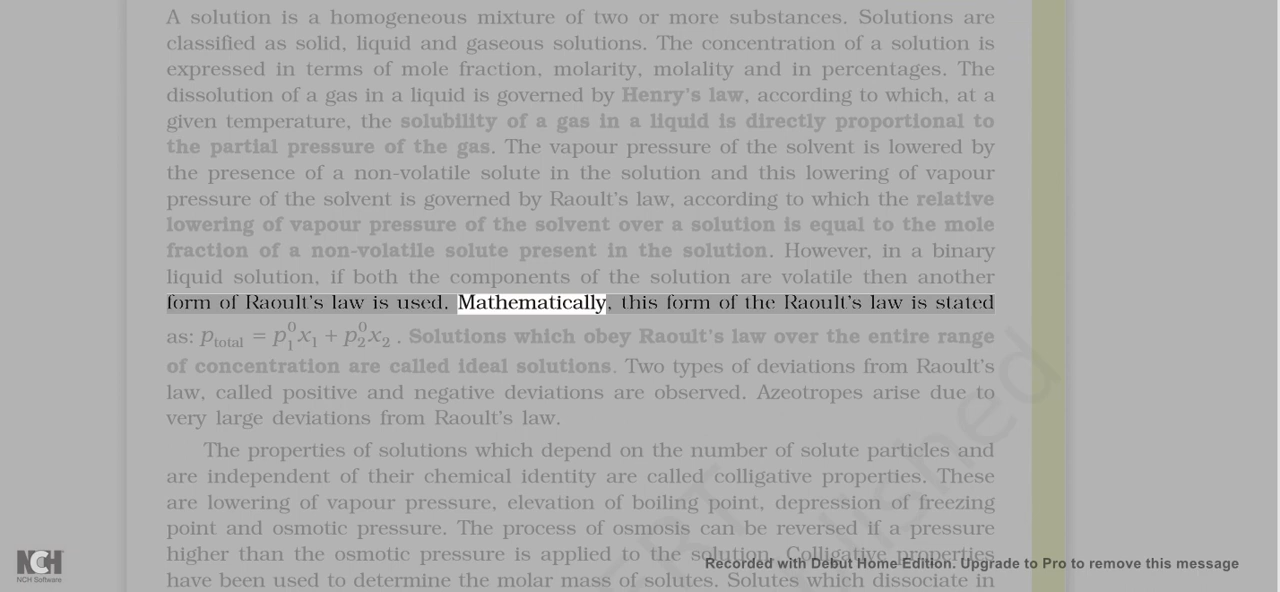 A solution is a homogeneous mixture of two or more substances. Solutions are
classified as solid, liquid and gaseous solutions. The concentration of a solution is
expressed in terms of mole fraction, molarity, molality and in percentages. The
dissolution of a gas in a liquid is governed by Henry's law, according to which, at a
given temperature, the solubility of a gas in a liquid is directly proportional to
the partial pressure of the gas. The vapour pressure of the solvent is lowered by
the presence of a non-volatile solute in the solution and this lowering of vapour
pressure of the solvent is governed by Raoult's law, according to which the relative
lowering of vapour pressure of the solvent over a solution is equal to the mole
fraction of a non-volatile solute present in the solution. However, in a binary
liquid solution, if both the components of the solution are volatile then another
form of Raoult's law is used. Mathematically, this form of the Raoult's law is stated
as: p_total = p₁⁰x₁ + p₂⁰x₂ . Solutions which obey Raoult's law over the entire range
of concentration are called ideal solutions. Two types of deviations from Raoult's
law, called positive and negative deviations are observed. Azeotropes arise due to
very large deviations from Raoult's law.
The properties of solutions which depend on the number of solute particles and
are independent of their chemical identity are called colligative properties. These
are lowering of vapour pressure, elevation of boiling point, depression of freezing
point and osmotic pressure. The process of osmosis can be reversed if a pressure
higher than the osmotic pressure is applied to the solution. Colligative properties
have been used to determine the molar mass of solutes. Solutes which dissociate in
NCH
NCH Software
Recorded with Debut Home Edition. Upgrade to Pro to remove this message